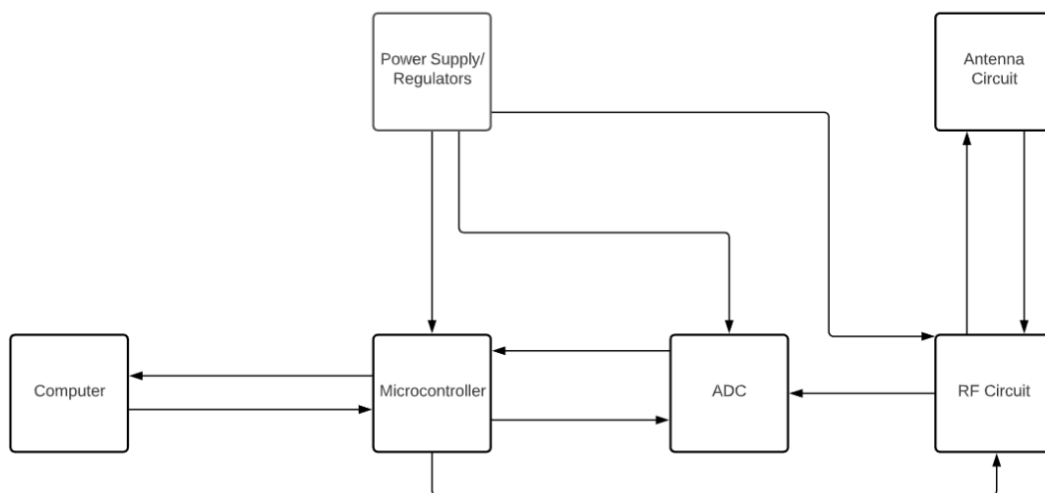 Power Supply/
Regulators
Antenna
Circuit
Computer
Microcontroller
ADC
RF Circuit